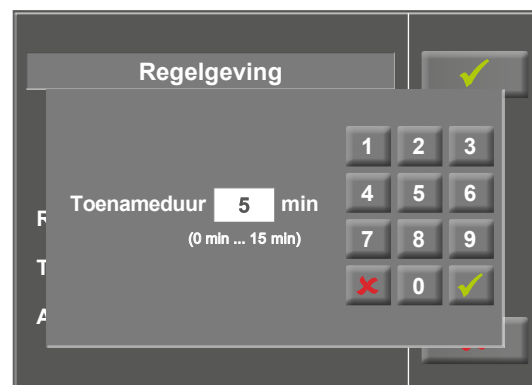 Regelgeving
1 2 3
4 5 6
Toenameduur 5 min
(0 min ... 15 min)
7 8 9
0
R
T
A